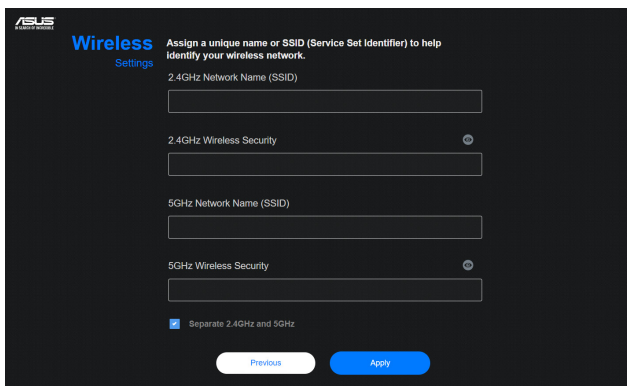 ASUS
IN SEARCH OF INCREDIBLE
Wireless
Settings
Assign a unique name or SSID (Service Set Identifier) to help
identify your wireless network.
2.4GHz Network Name (SSID)
2.4GHz Wireless Security
5GHz Network Name (SSID)
5GHz Wireless Security
Separate 2.4GHz and 5GHz
Previous
Apply